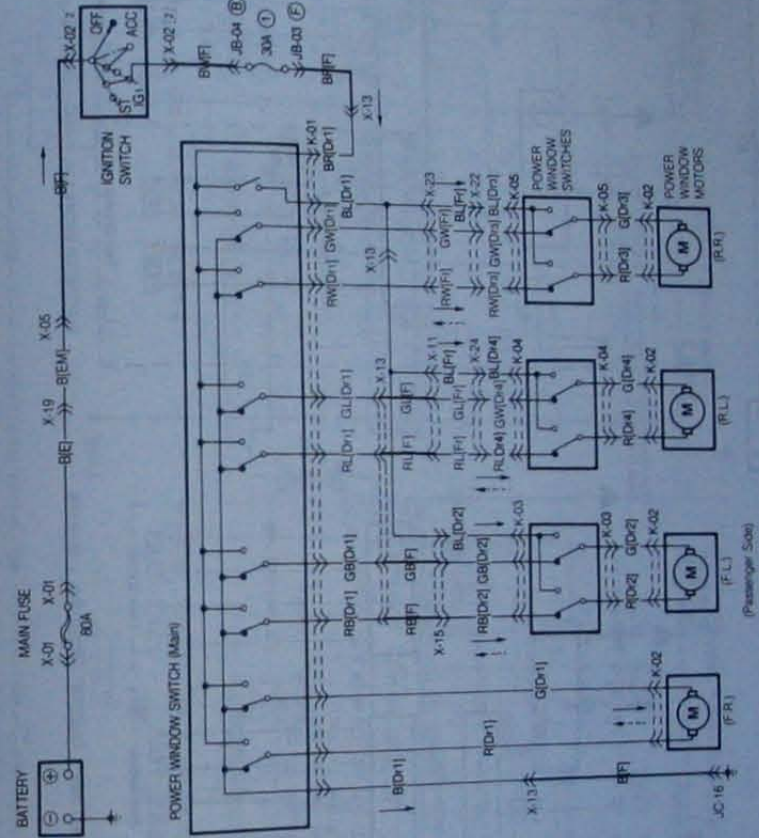 BATTERY
MAIN FUSE
X-01 X-01
80A
B[E]
X-19
B[EM]
X-05
B[F]
X-02
IGNITION
SWITCH
ST
IG1
OFF
ACC
X-02
BW[F]
JB-04 B
30A 1
JB-03 F
BR[F]
X-13
POWER WINDOW SWITCH (Main)
K-01
BR[Dr1]
B[Dr1]
RB[Dr1] GB[Dr1]
RL[Dr1] GL[Dr1]
RW[Dr1] GW[Dr1]
BL[Dr1]
X-13
X-13
B[F]
JC-16
R[Dr1]
G[Dr1]
K-02
M
(F.R.)
RB[F] GB[F]
X-15
RB[Dr2] GB[Dr2]
BL[Dr2]
K-03
K-03
R[Dr2] G[Dr2]
K-02
M
(F.L.)
(Passenger Side)
RL[F] GL[F]
X-11
RL[Fr] GL[Fr]
BL[Fr]
X-24
RL[Dr4] GW[Dr4]
BL[Dr4]
K-04
K-04
R[Dr4] G[Dr4]
K-02
M
(R.L.)
X-13
X-23
RW[Fr] GW[Fr]
BL[Fr]
X-22
RW[Dr3] GW[Dr3]
BL[Dr3]
K-05
POWER
WINDOW
SWITCHES
K-05
R[Dr3] G[Dr3]
K-02
M
POWER
WINDOW
MOTORS
(R.R.)